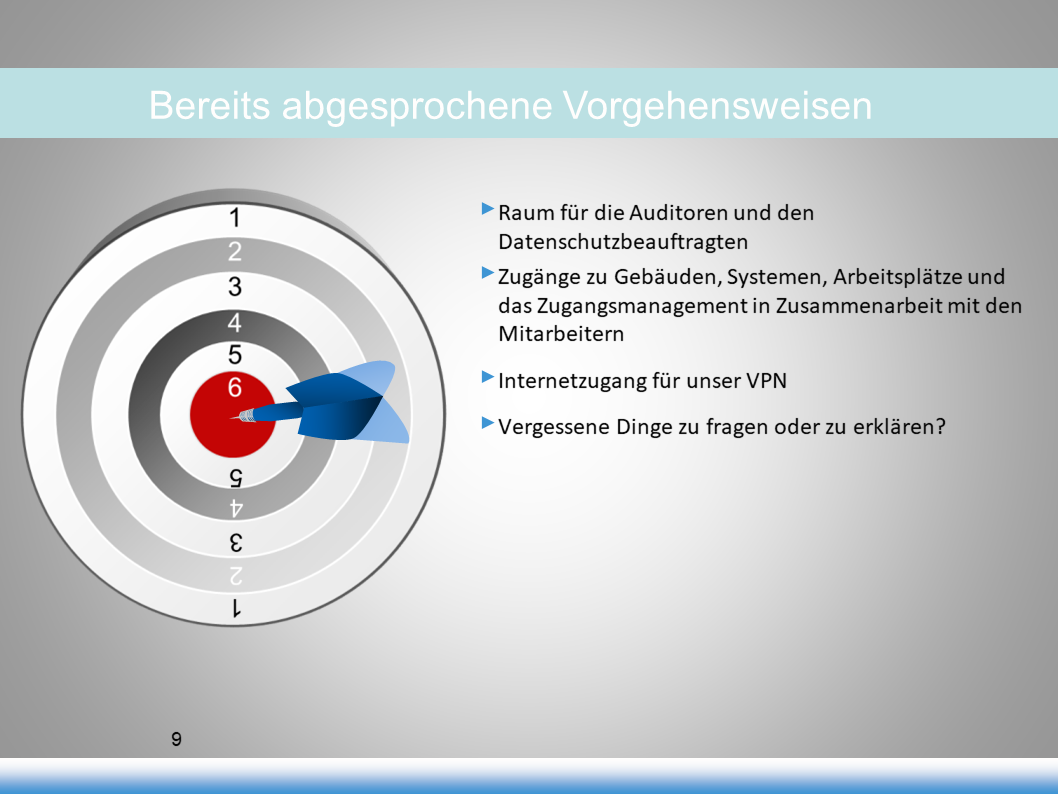 Bereits abgesprochene Vorgehensweisen
1
2
3
4
5
6
5
4
3
2
1
Raum für die Auditoren und den
Datenschutzbeauftragten
Zugänge zu Gebäuden, Systemen, Arbeitsplätze und
das Zugangsmanagement in Zusammenarbeit mit den
Mitarbeitern
Internetzugang für unser VPN
Vergessene Dinge zu fragen oder zu erklären?
9